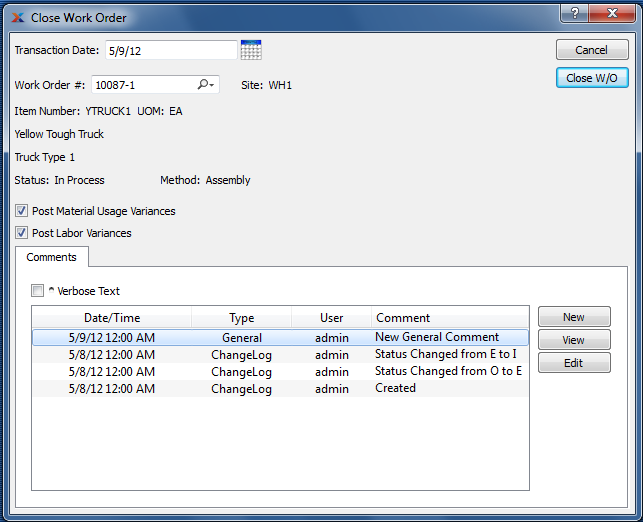 Close Work Order
?
Transaction Date: 5/9/12
Cancel
Work Order #: 10087-1 Site: WH1
Close W/O
Item Number: YTRUCK1 UOM: EA
Yellow Tough Truck
Truck Type 1
Status: In Process Method: Assembly
Post Material Usage Variances
Post Labor Variances
Comments
^ Verbose Text
Date/Time Type User Comment
5/9/12 12:00 AM General admin New General Comment
5/8/12 12:00 AM ChangeLog admin Status Changed from E to I
5/8/12 12:00 AM ChangeLog admin Status Changed from O to E
5/8/12 12:00 AM ChangeLog admin Created
New
View
Edit